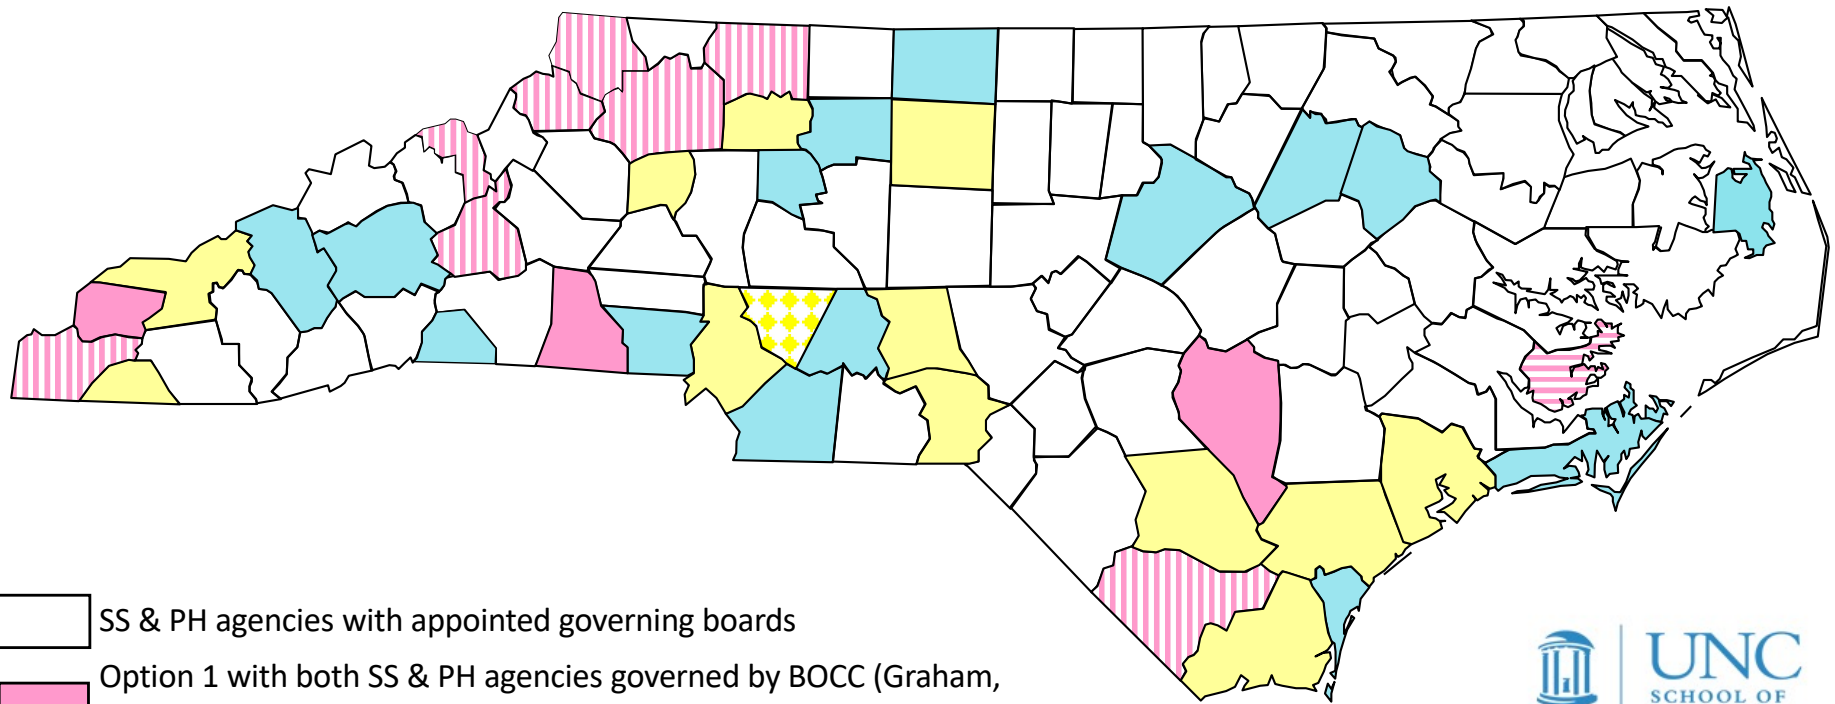 SS & PH agencies with appointed governing boards
Option 1 with both SS & PH agencies governed by BOCC (Graham,
UNC
SCHOOL OF